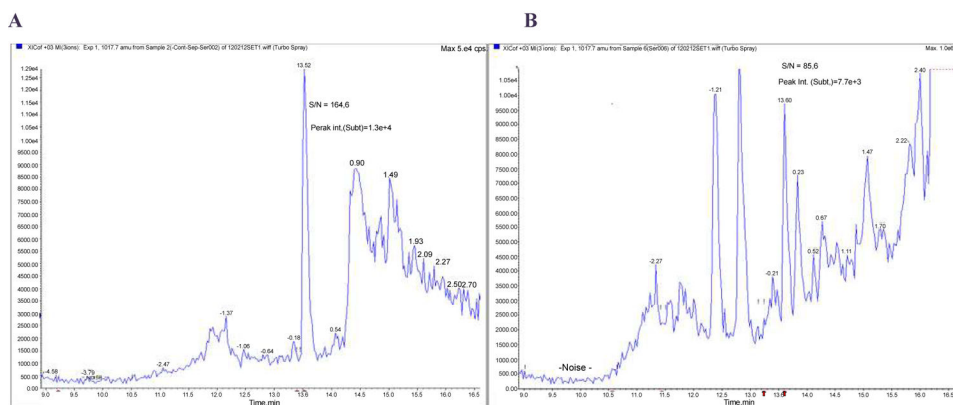 A
B
XICof +03 MI(3ions): Exp 1, 1017.7 amu from Sample 2(-Cont-Sep-Ser002) of 120212SET1.wiff (Turbo Spray)
Max 5.e4 cps.
1.29e4
1.20e4
1.15e4
1.10e4
1.05e4
1.00e4
9500.00
9000.00
8500.00
8000.00
7500.00
7000.00
6500.00
6000.00
5500.00
5000.00
4500.00
4000.00
3500.00
3000.00
2500.00
2000.00
1500.00
1000.00
500.00
0.00
13.52
S/N = 164,6
Perak int.(Subt)=1.3e+4
0.90
1.49
1.93
2.09
2.27
2.50
2.70
-4.58
-3.79
-2.47
-1.37
-1.06
-0.64
-0.18
0.54
9.0 9.5 10.0 10.5 11.0 11.5 12.0 12.5 13.0 13.5 14.0 14.5 15.0 15.5 16.0 16.5
Time.min
XICof +03 MI(3 ions): Exp 1, 1017.7 amu from Sample 6(Ser006) of 120212SET1.wiff (Turbo Spray)
Max. 1.0e6
1.05e4
1.00e4
9500.00
9000.00
8500.00
8000.00
7500.00
7000.00
6500.00
6000.00
5500.00
5000.00
4500.00
4000.00
3500.00
3000.00
2500.00
2000.00
1500.00
1000.00
500.00
0.00
S/N = 85,6
Peak Int. (Subt.)=7.7e+3
-1.21
13.60
2.40
2.22
1.47
0.23
0.67
1.70
1.11
0.52
-0.21
-2.27
-Noise -
9.0 9.5 10.0 10.5 11.0 11.5 12.0 12.5 13.0 13.5 14.0 14.5 15.0 15.5 16.0 16.5
Time.min